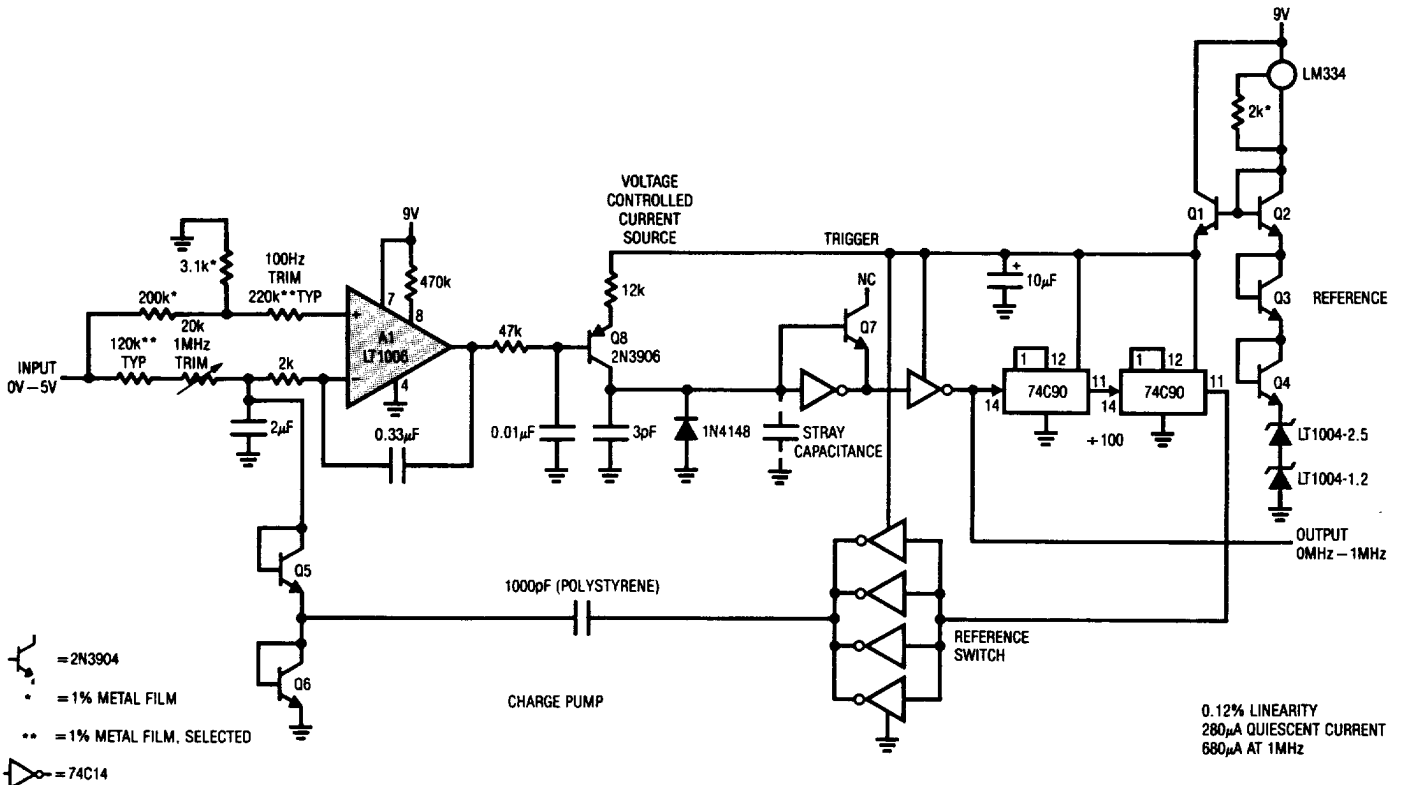 9V
LM334
2k*
VOLTAGE
CONTROLLED
CURRENT
SOURCE
TRIGGER
Q1
Q2
9V
3.1k*
100Hz
TRIM
220k**TYP
470k
12k
10µF
+
NC
Q3
REFERENCE
200k*
20k
1MHz
TRIM
120k**
TYP
7
8
+
A1
LT1006
−
4
47k
Q8
2N3906
Q7
1
12
1
12
INPUT
0V–5V
2k
Q4
14
74C90
11
14
74C90
11
2µF
0.33µF
0.01µF
3pF
1N4148
STRAY
CAPACITANCE
÷100
LT1004-2.5
LT1004-1.2
OUTPUT
0MHz–1MHz
Q5
1000pF (POLYSTYRENE)
REFERENCE
SWITCH
=2N3904
Q6
* =1% METAL FILM
CHARGE PUMP
** =1% METAL FILM, SELECTED
0.12% LINEARITY
280µA QUIESCENT CURRENT
680µA AT 1MHz
=74C14